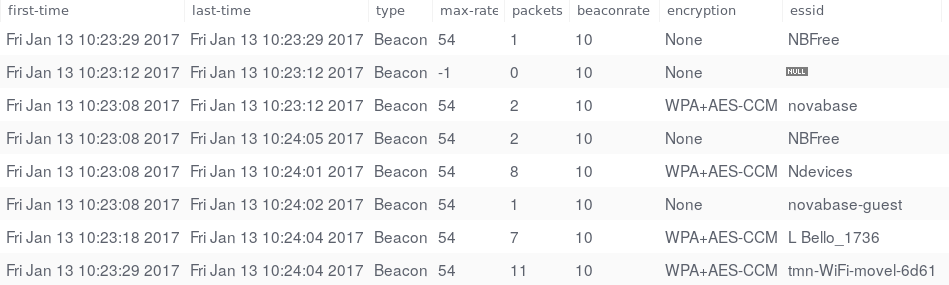 first-time last-time type max-rate packets beaconrate encryption essid
Fri Jan 13 10:23:29 2017 Fri Jan 13 10:23:29 2017 Beacon 54 1 10 None NBFree
Fri Jan 13 10:23:12 2017 Fri Jan 13 10:23:12 2017 Beacon -1 0 10 None NULL
Fri Jan 13 10:23:08 2017 Fri Jan 13 10:23:12 2017 Beacon 54 2 10 WPA+AES-CCM novabase
Fri Jan 13 10:23:08 2017 Fri Jan 13 10:24:05 2017 Beacon 54 2 10 None NBFree
Fri Jan 13 10:23:08 2017 Fri Jan 13 10:24:01 2017 Beacon 54 8 10 WPA+AES-CCM Ndevices
Fri Jan 13 10:23:08 2017 Fri Jan 13 10:24:02 2017 Beacon 54 1 10 None novabase-guest
Fri Jan 13 10:23:18 2017 Fri Jan 13 10:24:04 2017 Beacon 54 7 10 WPA+AES-CCM L Bello_1736
Fri Jan 13 10:23:29 2017 Fri Jan 13 10:24:04 2017 Beacon 54 11 10 WPA+AES-CCM tmn-WiFi-movel-6d61